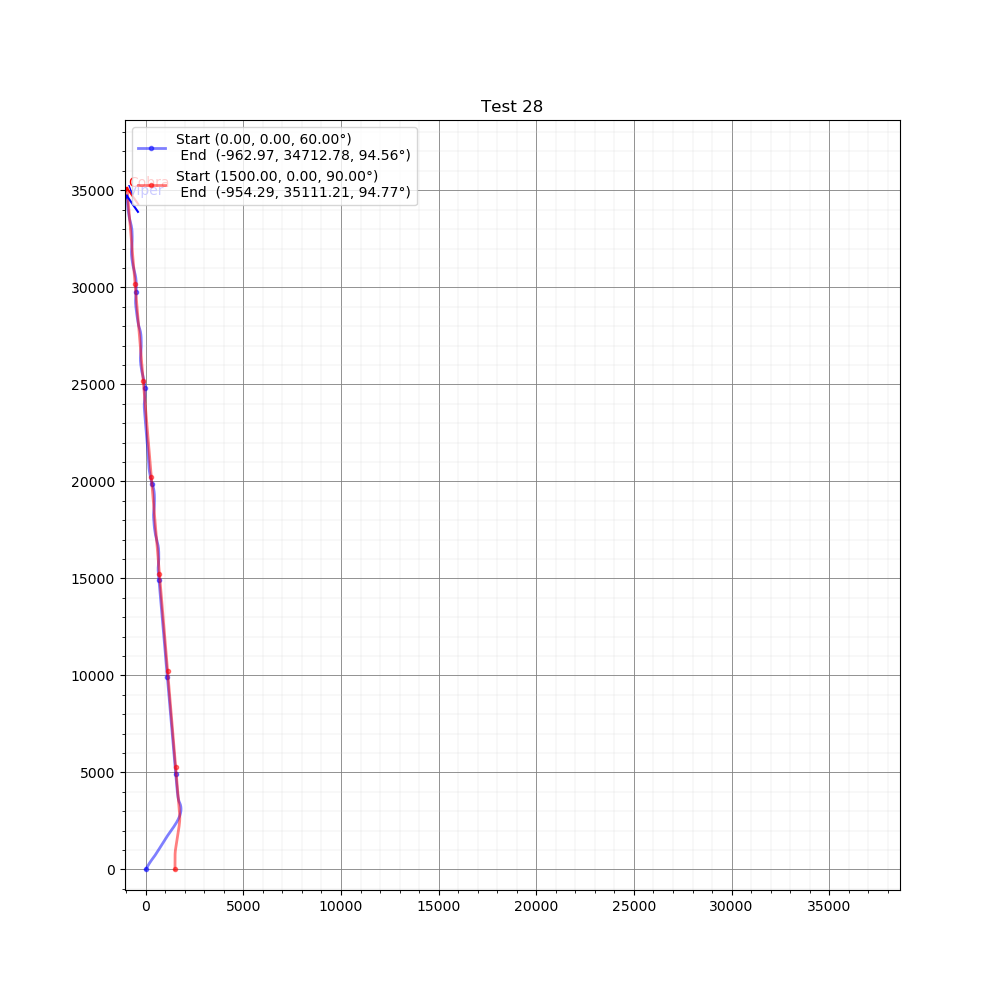 Test 28
Start (0.00, 0.00, 60.00°)
End (-962.97, 34712.78, 94.56°)
Start (1500.00, 0.00, 90.00°)
End (-954.29, 35111.21, 94.77°)
Cobra
Viper
35000
30000
25000
20000
15000
10000
5000
0
0 5000 10000 15000 20000 25000 30000 35000